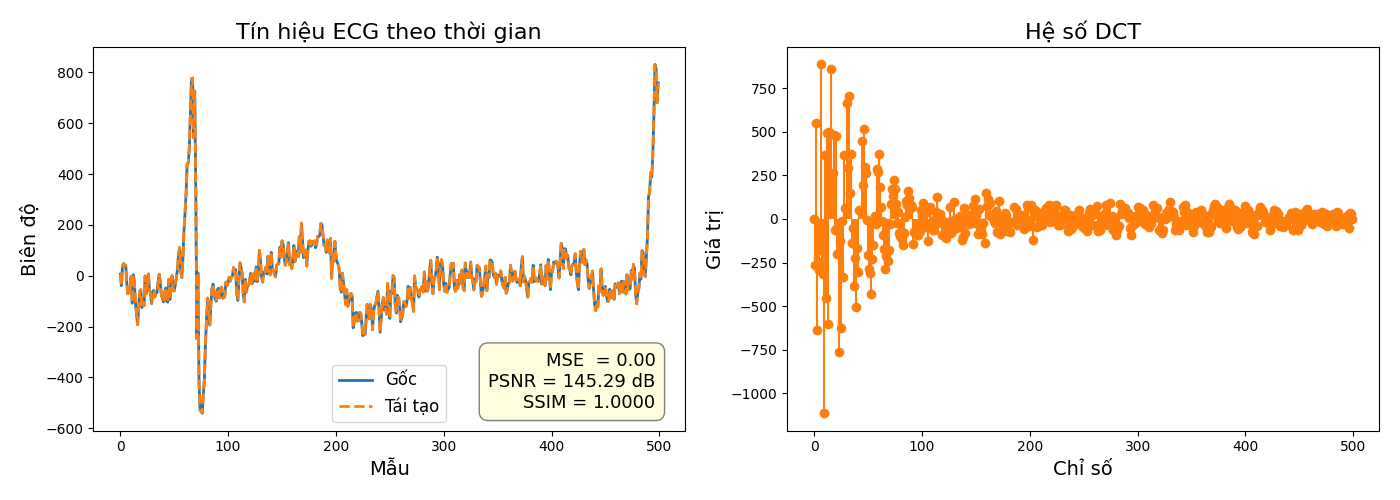 Tín hiệu ECG theo thời gian
Biên độ
800
600
400
200
0
−200
−400
−600
0
100
200
300
400
500
Mẫu
Gốc
Tái tạo
MSE  = 0.00
PSNR = 145.29 dB
SSIM = 1.0000
Hệ số DCT
Giá trị
750
500
250
0
−250
−500
−750
−1000
0
100
200
300
400
500
Chỉ số